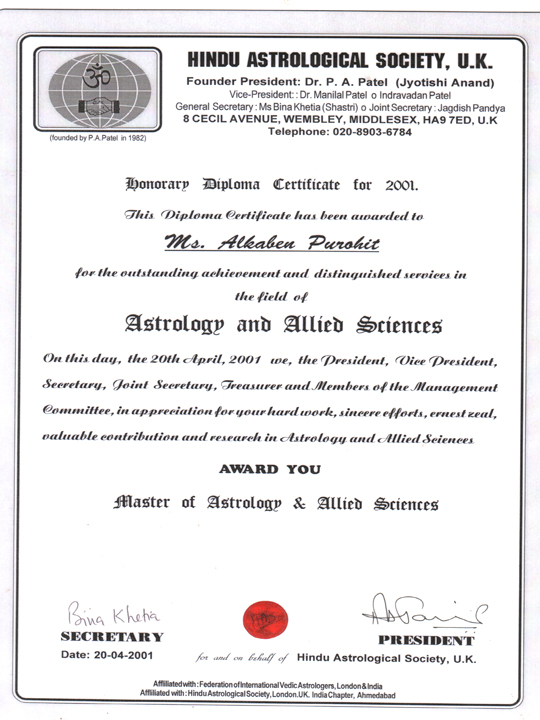 HINDU ASTROLOGICAL SOCIETY, U.K.
Founder President: Dr. P. A. Patel (Jyotishi Anand)
Vice-President: : Dr. Manilal Patel o Indravadan Patel
General Secretary : Ms Bina Khetia (Shastri) o Joint Secretary : Jagdish Pandya
8 CECIL AVENUE, WEMBLEY, MIDDLESEX, HA9 7ED, U.K
Telephone: 020-8903-6784
ॐ
(founded by P.A.Patel in 1982)
Honorary Diploma Certificate for 2001.
This Diploma Certificate has been awarded to
Ms. Alkaben Purohit
for the outstanding achievement and distinguished services in
the field of
Astrology and Allied Sciences
On this day, the 20th April, 2001 we, the President, Vice President,
Secretary, Joint Secretary, Treasurer and Members of the Management
Committee, in appreciation for your hard work, sincere efforts, ernest zeal,
valuable contribution and research in Astrology and Allied Sciences
AWARD YOU
Master of Astrology & Allied Sciences
Bina Khetia
SECRETARY
PRESIDENT
Date: 20-04-2001
for and on behalf of Hindu Astrological Society, U.K.
Affiliated with : Federation of International Vedic Astrologers, London & India
Affiliated with : Hindu Astrological Society, London.UK. India Chapter, Ahmedabad